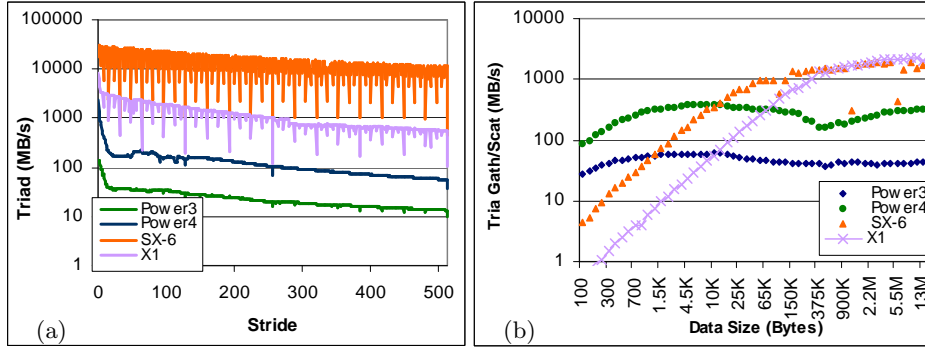 Triad (MB/s)
100000
10000
1000
100
10
1
Power3
Power4
SX-6
X1
0
100
200
300
400
500
Stride
(a)
Tria Gath/Scat (MB/s)
10000
1000
100
10
1
Power3
Power4
SX-6
X1
100
300
700
1.5K
4.5K
10K
25K
65K
150K
375K
900K
2.2M
5.5M
13M
Data Size (Bytes)
(b)